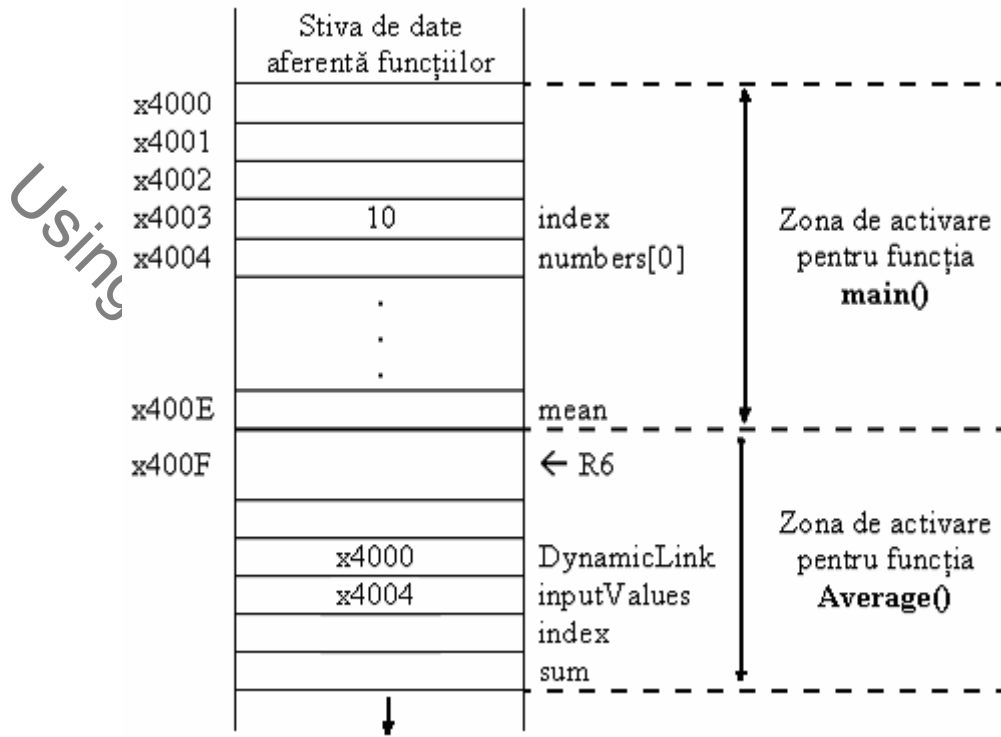 Stiva de date
aferentă funcțiilor
x4000
x4001
x4002
x4003 10 index
x4004 numbers[0]
Zona de activare
pentru funcția
main()
.
.
.
x400E mean
x400F ← R6
x4000 DynamicLink
x4004 inputValues
index
sum
Zona de activare
pentru funcția
Average()
Using